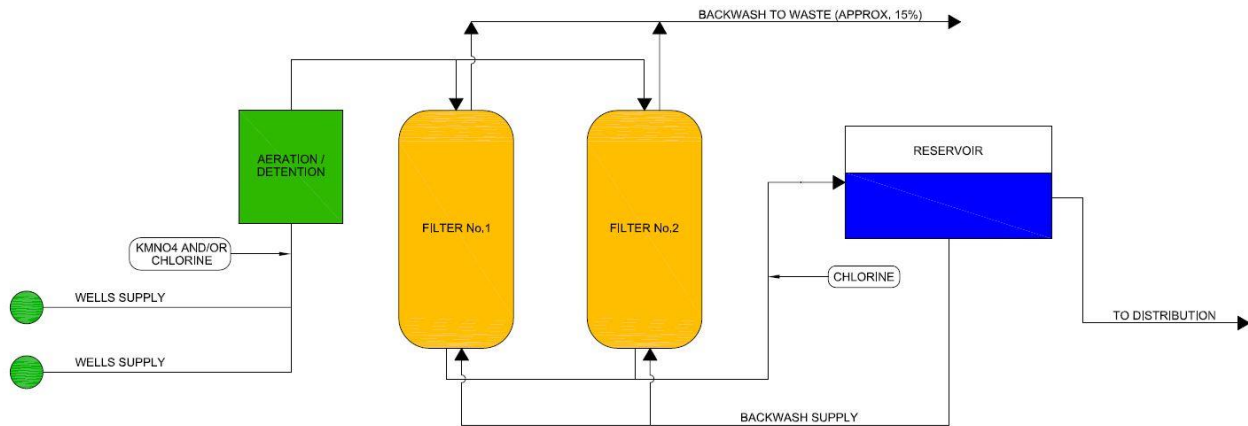 BACKWASH TO WASTE (APPROX. 15%)
AERATION /
DETENTION
RESERVOIR
FILTER No.1
FILTER No.2
KMNO4 AND/OR
CHLORINE
CHLORINE
WELLS SUPPLY
TO DISTRIBUTION
WELLS SUPPLY
BACKWASH SUPPLY